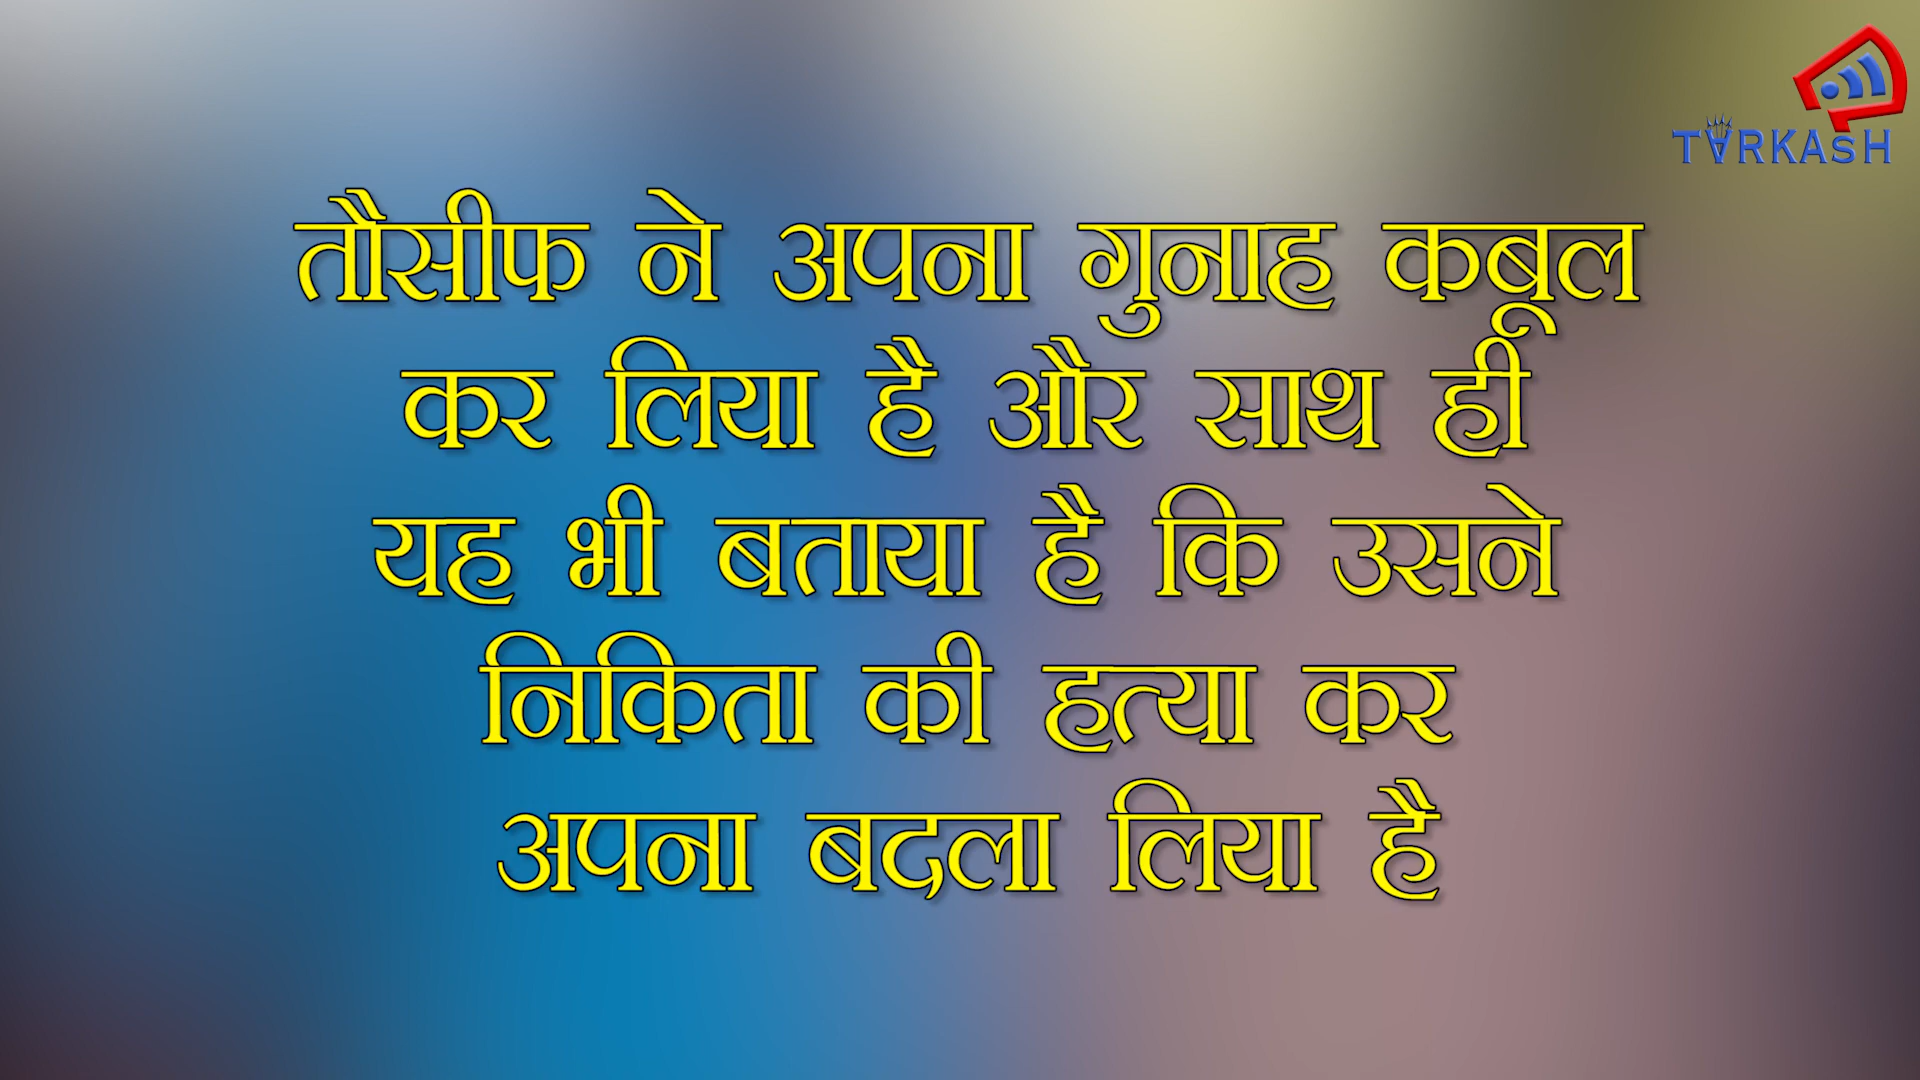 TARKASH
तौसीफ ने अपना गुनाह कबूल
कर लिया है और साथ ही
यह भी बताया है कि उसने
निकिता की हत्या कर
अपना बदला लिया है